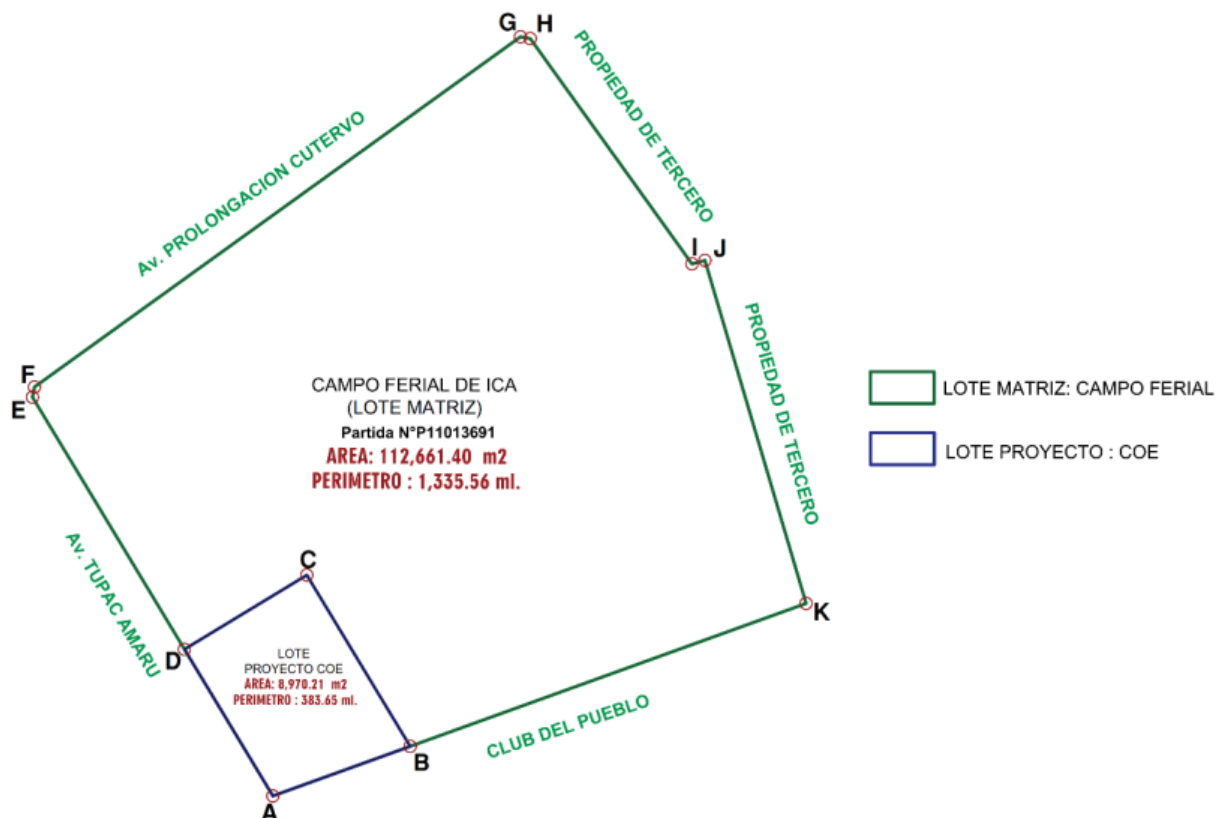 G
H
PROPIEDAD DE TERCERO
Av. PROLONGACION CUTERVO
I
J
F
E
CAMPO FERIAL DE ICA
(LOTE MATRIZ)
Partida N°P11013691
AREA: 112,661.40 m2
PERIMETRO : 1,335.56 ml.
PROPIEDAD DE TERCERO
LOTE MATRIZ: CAMPO FERIAL
LOTE PROYECTO : COE
Av. TUPAC AMARU
C
K
D
LOTE
PROYECTO COE
AREA: 8,970.21 m2
PERIMETRO : 383.65 ml.
CLUB DEL PUEBLO
B
A